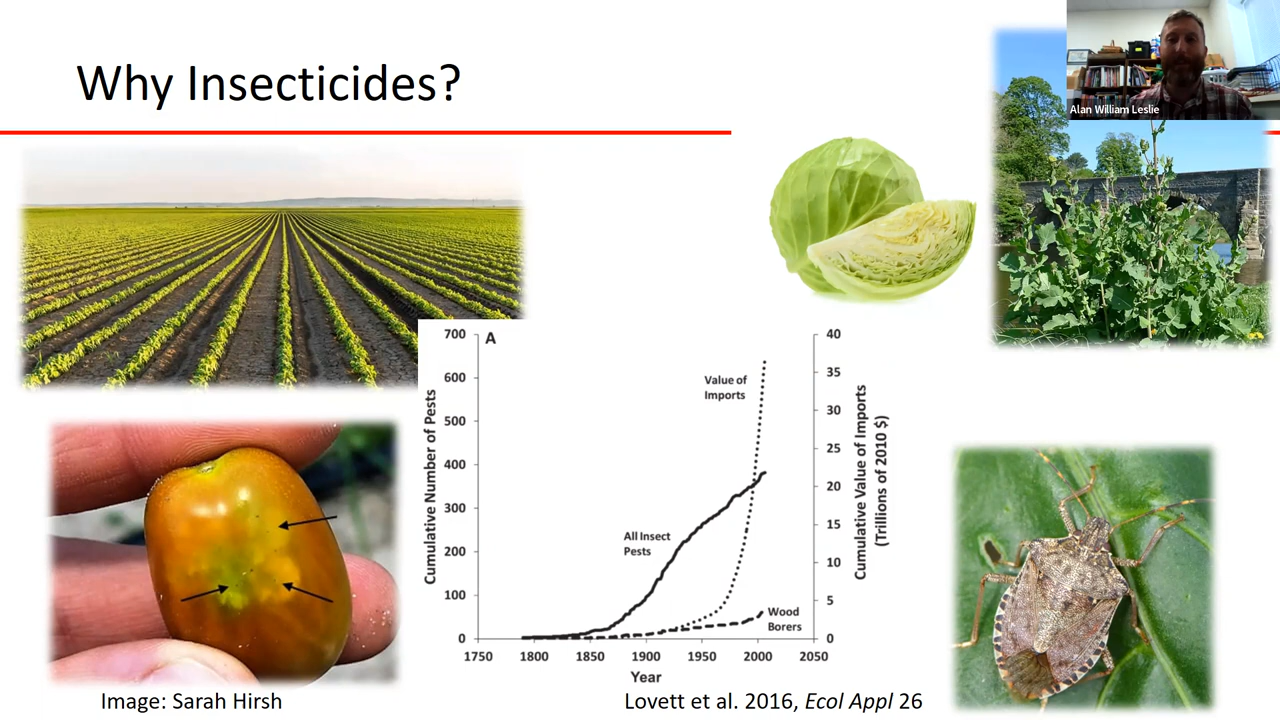 Why Insecticides?
Alan William Leslie
A
700
600
500
400
300
200
100
0
Cumulative Number of Pests
40
35
30
25
20
15
10
5
0
Cumulative Value of Imports
(Trillions of 2010 $)
Value of
Imports
All Insect
Pests
Wood
Borers
1750 1800 1850 1900 1950 2000 2050
Year
Image: Sarah Hirsh
Lovett et al. 2016, Ecol Appl 26